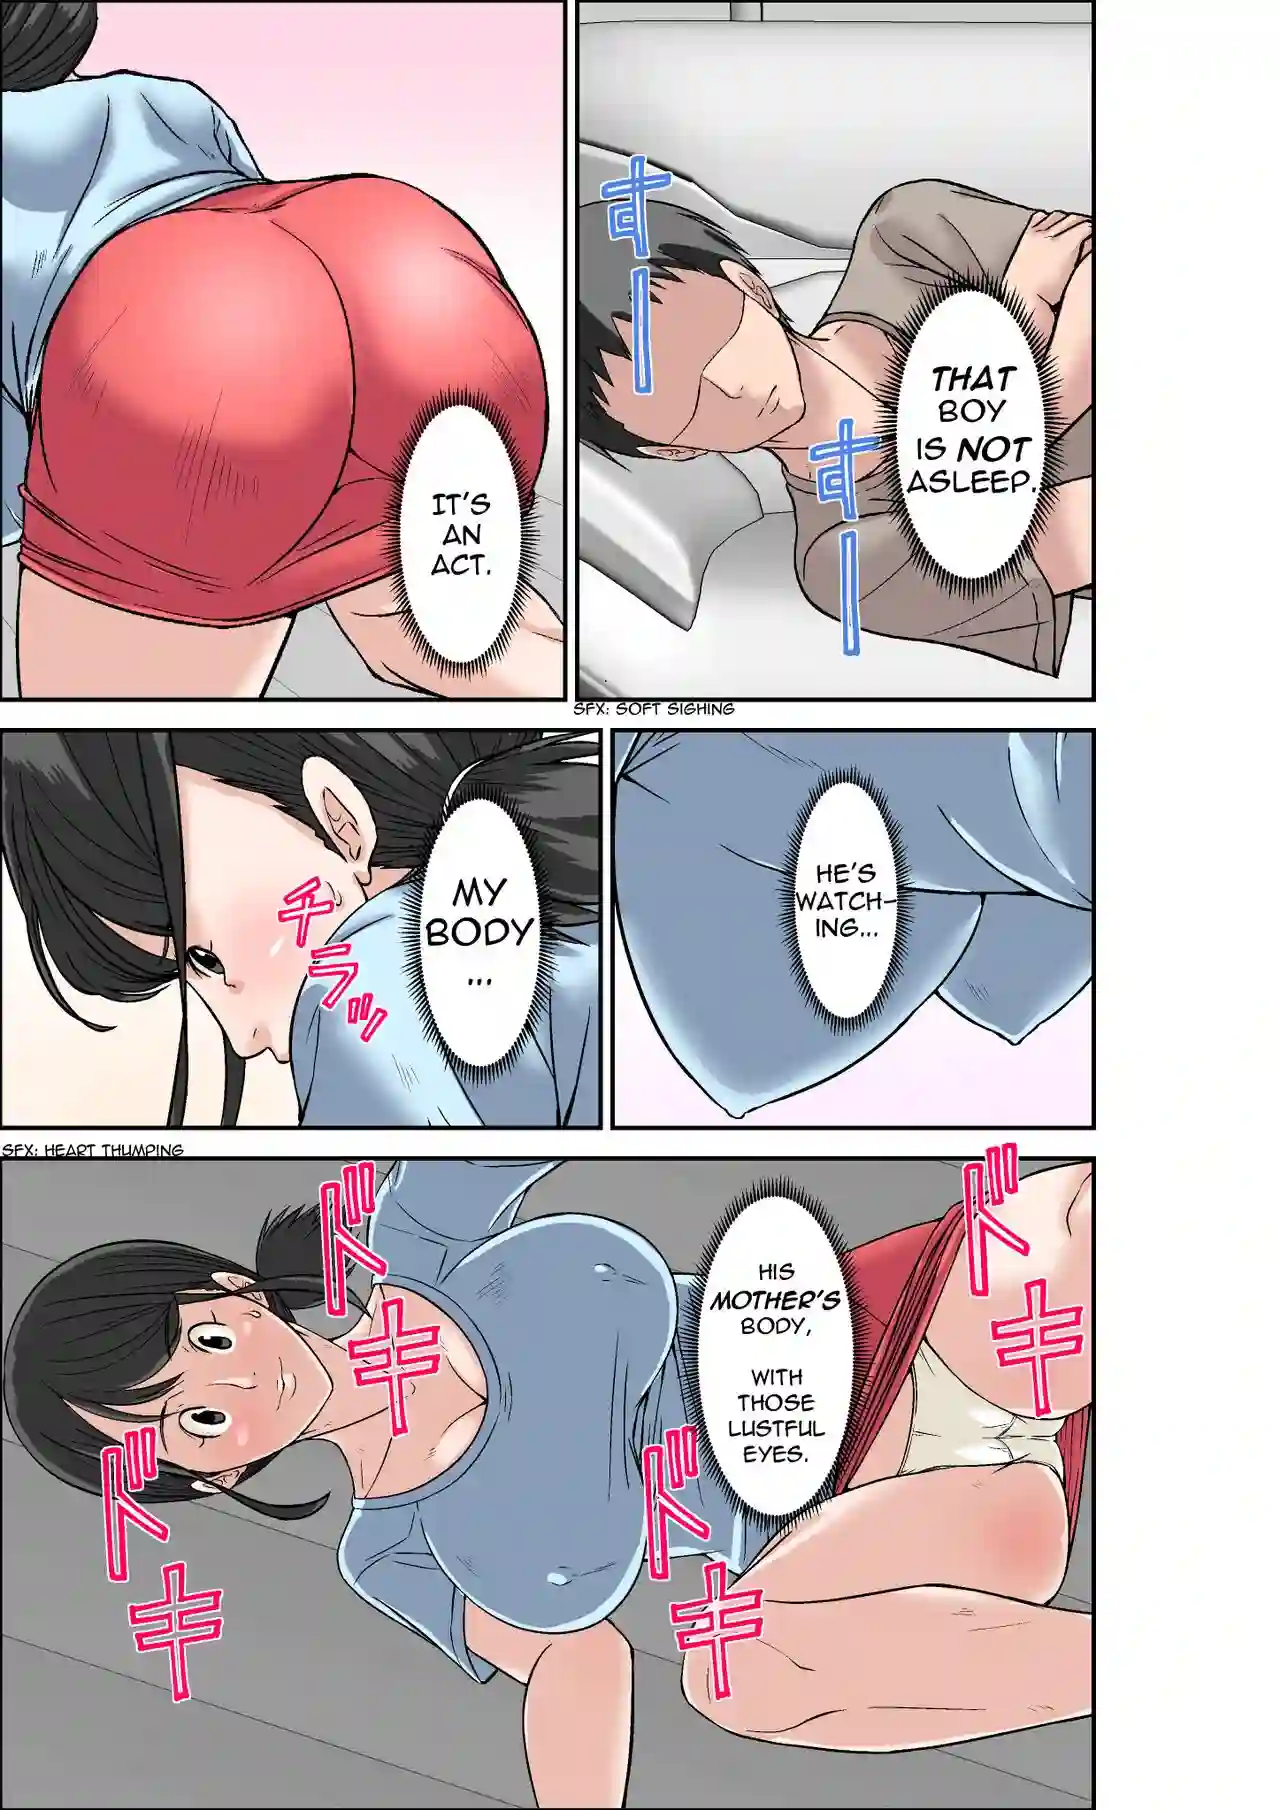 THAT
BOY
IS NOT
ASLEEP.
スー
スー
SFX: SOFT SIGHING
IT'S
AN
ACT.
HE'S
WATCH-
ING...
MY
BODY
...
チラッ
SFX: HEART THUMPING
HIS
MOTHER'S
BODY,
WITH
THOSE
LUSTFUL
EYES.
ドキ
ドキ
ドキ
ドキ